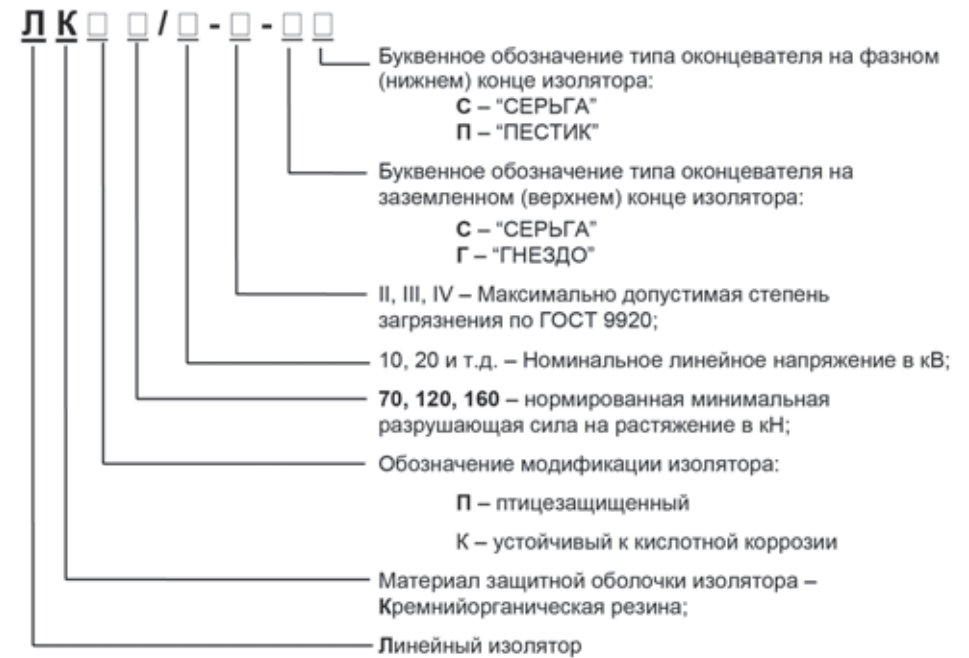 ЛК□ □/□-□-□□
Буквенное обозначение типа оконцевателя на фазном
(нижнем) конце изолятора:
С – “СЕРЬГА”
П – “ПЕСТИК”
Буквенное обозначение типа оконцевателя на
заземленном (верхнем) конце изолятора:
С – “СЕРЬГА”
Г – “ГНЕЗДО”
II, III, IV – Максимально допустимая степень
загрязнения по ГОСТ 9920;
10, 20 и т.д. – Номинальное линейное напряжение в кВ;
70, 120, 160 – нормированная минимальная
разрушающая сила на растяжение в кН;
Обозначение модификации изолятора:
П – птицезащищенный
К – устойчивый к кислотной коррозии
Материал защитной оболочки изолятора –
Кремнийорганическая резина;
Линейный изолятор